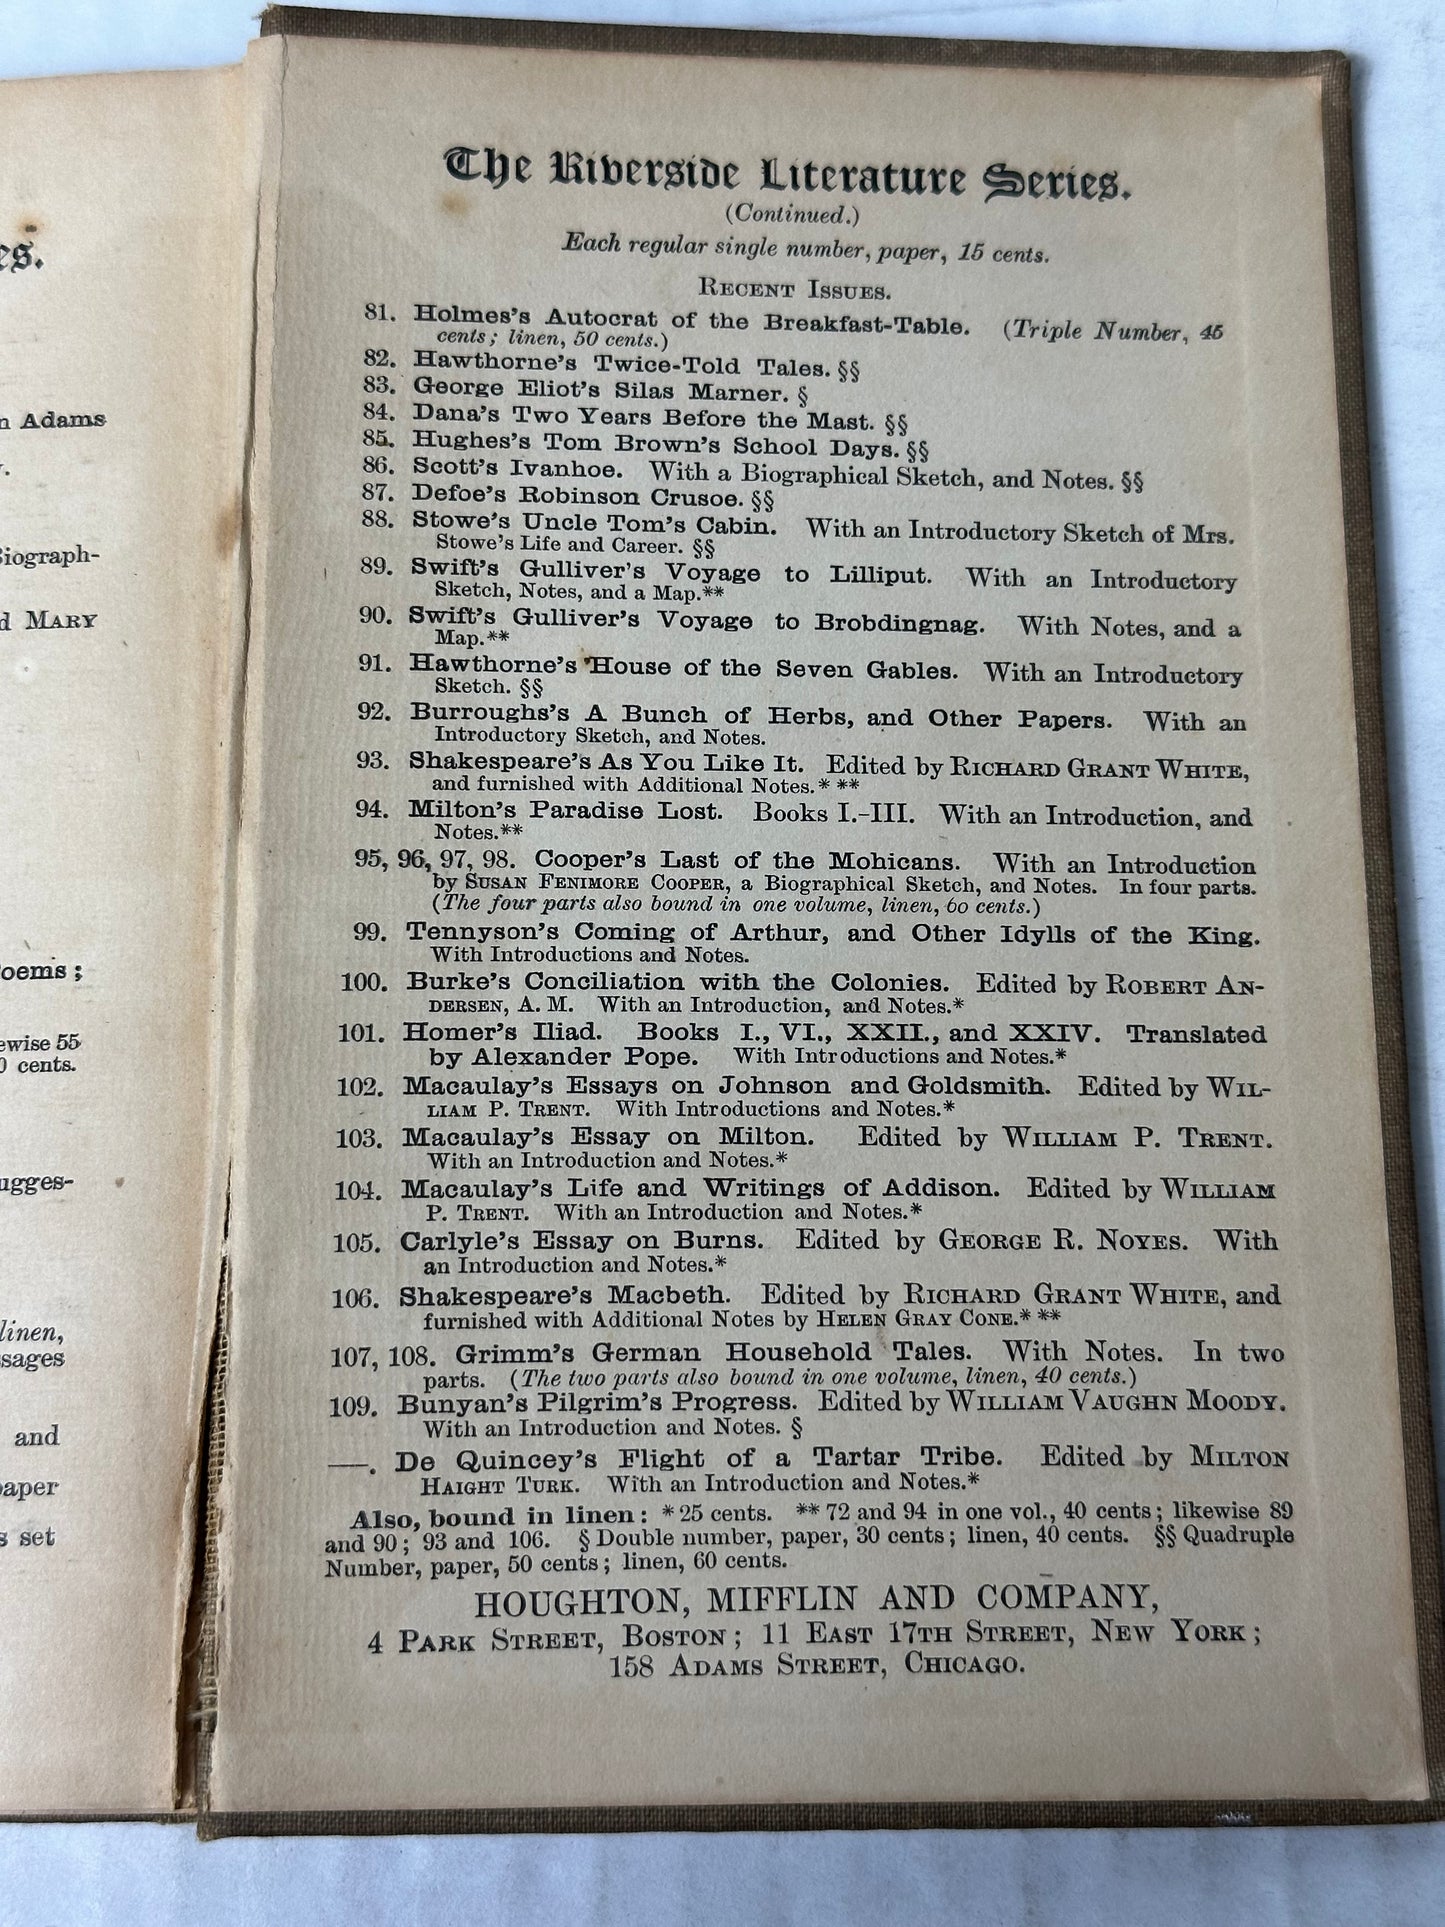 es.
n Adams
y.
Biograph-
d MARY
Poems;
ewise 55
0 cents.
ugges-
linen,
ssages
and
paper
s set
The Riverside Literature Series.
(Continued.)
Each regular single number, paper, 15 cents.
RECENT ISSUES.
81. Holmes's Autocrat of the Breakfast-Table. (Triple Number, 45
cents; linen, 50 cents.)
82. Hawthorne's Twice-Told Tales. §§
83. George Eliot's Silas Marner. §
84. Dana's Two Years Before the Mast. §§
85. Hughes's Tom Brown's School Days. §§
86. Scott's Ivanhoe. With a Biographical Sketch, and Notes. §§
87. Defoe's Robinson Crusoe. §§
88. Stowe's Uncle Tom's Cabin. With an Introductory Sketch of Mrs.
Stowe's Life and Career. §§
89. Swift's Gulliver's Voyage to Lilliput. With an Introductory
Sketch, Notes, and a Map.**
90. Swift's Gulliver's Voyage to Brobdingnag. With Notes, and a
Map.**
91. Hawthorne's House of the Seven Gables. With an Introductory
Sketch. §§
92. Burroughs's A Bunch of Herbs, and Other Papers. With an
Introductory Sketch, and Notes.
93. Shakespeare's As You Like It. Edited by RICHARD GRANT WHITE,
and furnished with Additional Notes.* **
94. Milton's Paradise Lost. Books I.-III. With an Introduction, and
Notes.**
95, 96, 97, 98. Cooper's Last of the Mohicans. With an Introduction
by SUSAN FENIMORE COOPER, a Biographical Sketch, and Notes. In four parts.
(The four parts also bound in one volume, linen, 60 cents.)
99. Tennyson's Coming of Arthur, and Other Idylls of the King.
With Introductions and Notes.
100. Burke's Conciliation with the Colonies. Edited by ROBERT AN-
DERSEN, A. M. With an Introduction, and Notes.*
101. Homer's Iliad. Books I., VI., XXII., and XXIV. Translated
by Alexander Pope. With Introductions and Notes.*
102. Macaulay's Essays on Johnson and Goldsmith. Edited by WIL-
LIAM P. TRENT. With Introductions and Notes.*
103. Macaulay's Essay on Milton. Edited by WILLIAM P. TRENT.
With an Introduction and Notes.*
104. Macaulay's Life and Writings of Addison. Edited by WILLIAM
P. TRENT. With an Introduction and Notes.*
105. Carlyle's Essay on Burns. Edited by GEORGE R. NOYES. With
an Introduction and Notes.*
106. Shakespeare's Macbeth. Edited by RICHARD GRANT WHITE, and
furnished with Additional Notes by HELEN GRAY CONE.* **
107, 108. Grimm's German Household Tales. With Notes. In two
parts. (The two parts also bound in one volume, linen, 40 cents.)
109. Bunyan's Pilgrim's Progress. Edited by WILLIAM VAUGHN MOODY.
With an Introduction and Notes. §
—. De Quincey's Flight of a Tartar Tribe. Edited by MILTON
HAIGHT TURK. With an Introduction and Notes.*
Also, bound in linen: * 25 cents. ** 72 and 94 in one vol., 40 cents; likewise 89
and 90; 93 and 106. § Double number, paper, 30 cents; linen, 40 cents. §§ Quadruple
Number, paper, 50 cents; linen, 60 cents.
HOUGHTON, MIFFLIN AND COMPANY,
4 PARK STREET, BOSTON; 11 EAST 17TH STREET, NEW YORK;
158 ADAMS STREET, CHICAGO.